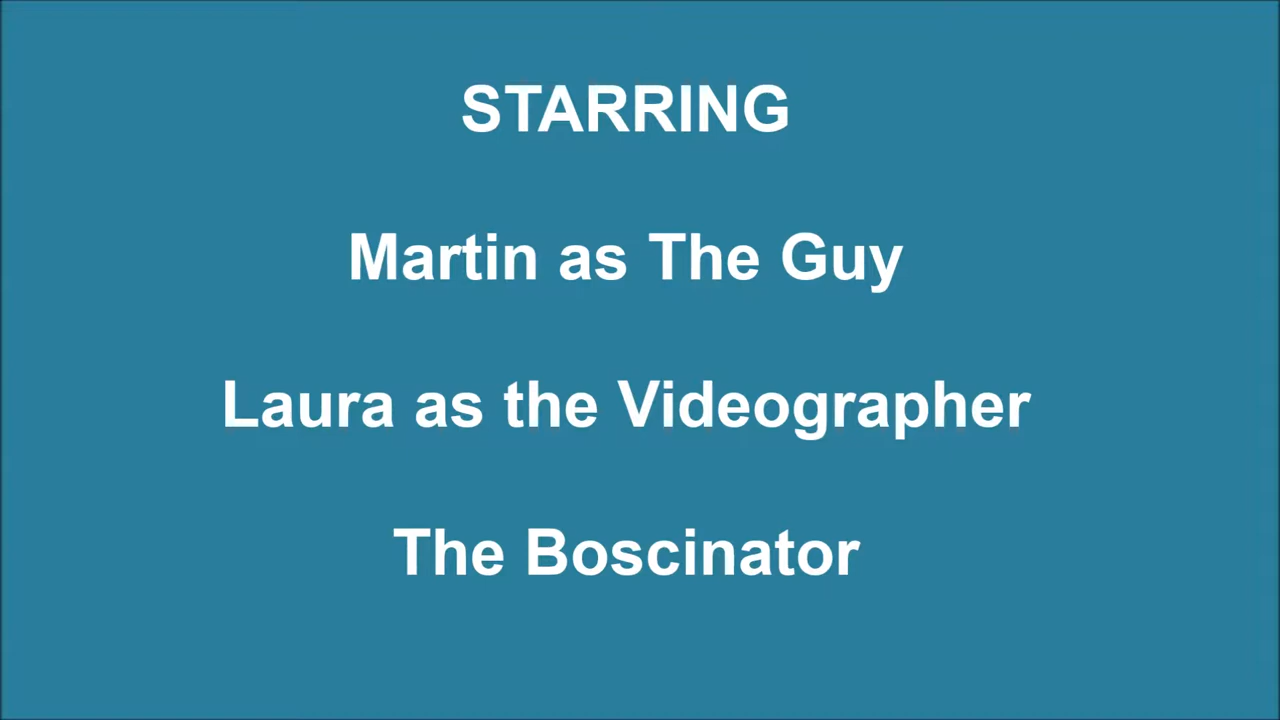 STARRING
Martin as The Guy
Laura as the Videographer
The Boscinator